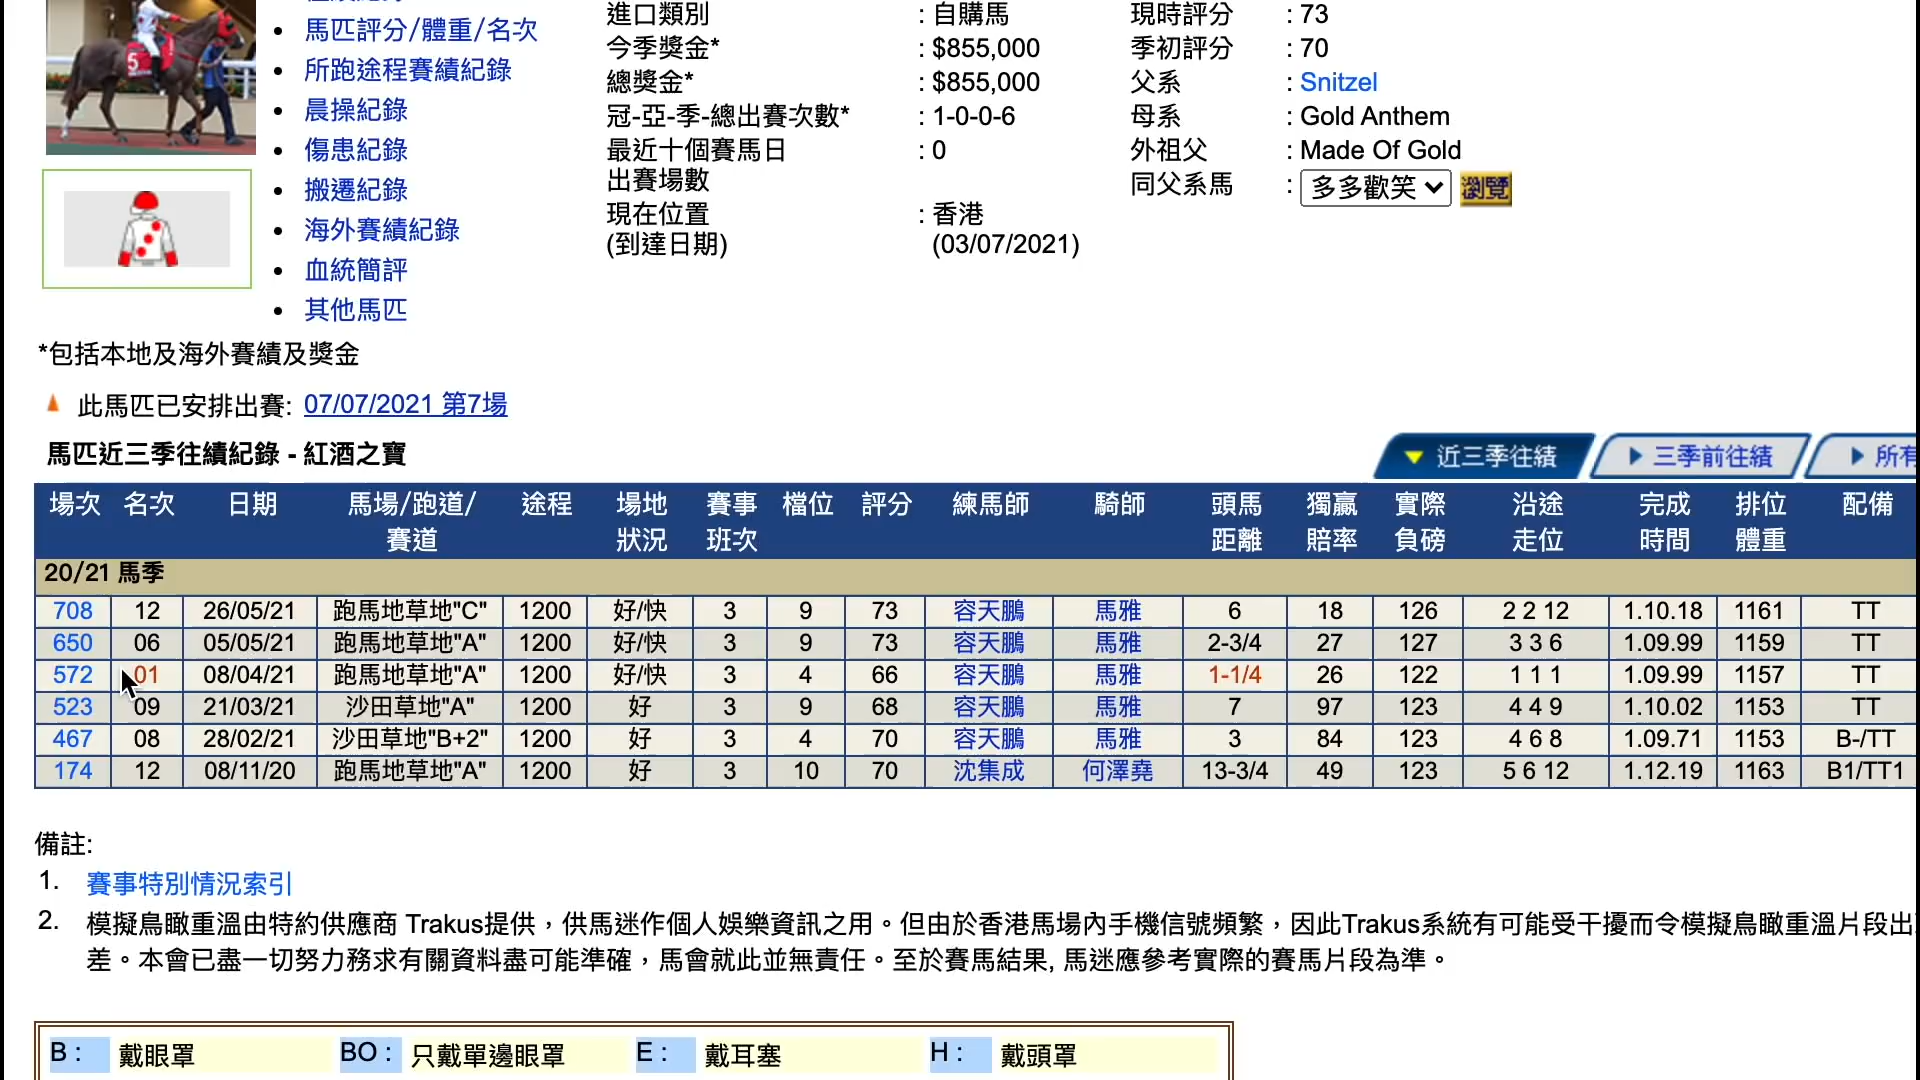 馬匹評分/體重/名次
所跑途程賽績紀錄
晨操紀錄
傷患紀錄
搬遷紀錄
海外賽績紀錄
血統簡評
其他馬匹
5
進口類別 : 自購馬 現時評分 : 73
今季獎金* : $855,000 季初評分 : 70
總獎金* : $855,000 父系 : Snitzel
冠-亞-季-總出賽次數* : 1-0-0-6 母系 : Gold Anthem
最近十個賽馬日 : 0 外祖父 : Made Of Gold
出賽場數 同父系馬 : 多多歡笑 瀏覽
現在位置 : 香港
(到達日期) (03/07/2021)
*包括本地及海外賽績及獎金
此馬匹已安排出賽: 07/07/2021 第7場
馬匹近三季往績紀錄 - 紅酒之寶 近三季往績 三季前往績 所有
場次 名次 日期 馬場/跑道/ 途程 場地 賽事 檔位 評分 練馬師 騎師 頭馬 獨贏 實際 沿途 完成 排位 配備
賽道 狀況 班次 距離 賠率 負磅 走位 時間 體重
20/21 馬季
708 12 26/05/21 跑馬地草地"C" 1200 好/快 3 9 73 容天鵬 馬雅 6 18 126 2 2 12 1.10.18 1161 TT
650 06 05/05/21 跑馬地草地"A" 1200 好/快 3 9 73 容天鵬 馬雅 2-3/4 27 127 3 3 6 1.09.99 1159 TT
572 01 08/04/21 跑馬地草地"A" 1200 好/快 3 4 66 容天鵬 馬雅 1-1/4 26 122 1 1 1 1.09.99 1157 TT
523 09 21/03/21 沙田草地"A" 1200 好 3 9 68 容天鵬 馬雅 7 97 123 4 4 9 1.10.02 1153 TT
467 08 28/02/21 沙田草地"B+2" 1200 好 3 4 70 容天鵬 馬雅 3 84 123 4 6 8 1.09.71 1153 B-/TT
174 12 08/11/20 跑馬地草地"A" 1200 好 3 10 70 沈集成 何澤堯 13-3/4 49 123 5 6 12 1.12.19 1163 B1/TT1
備註:
1. 賽事特別情況索引
2. 模擬鳥瞰重溫由特約供應商 Trakus提供，供馬迷作個人娛樂資訊之用。但由於香港馬場內手機信號頻繁，因此Trakus系統有可能受干擾而令模擬鳥瞰重溫片段出
差。本會已盡一切努力務求有關資料盡可能準確，馬會就此並無責任。至於賽馬結果, 馬迷應參考實際的賽馬片段為準。
B : 戴眼罩 BO : 只戴單邊眼罩 E : 戴耳塞 H : 戴頭罩